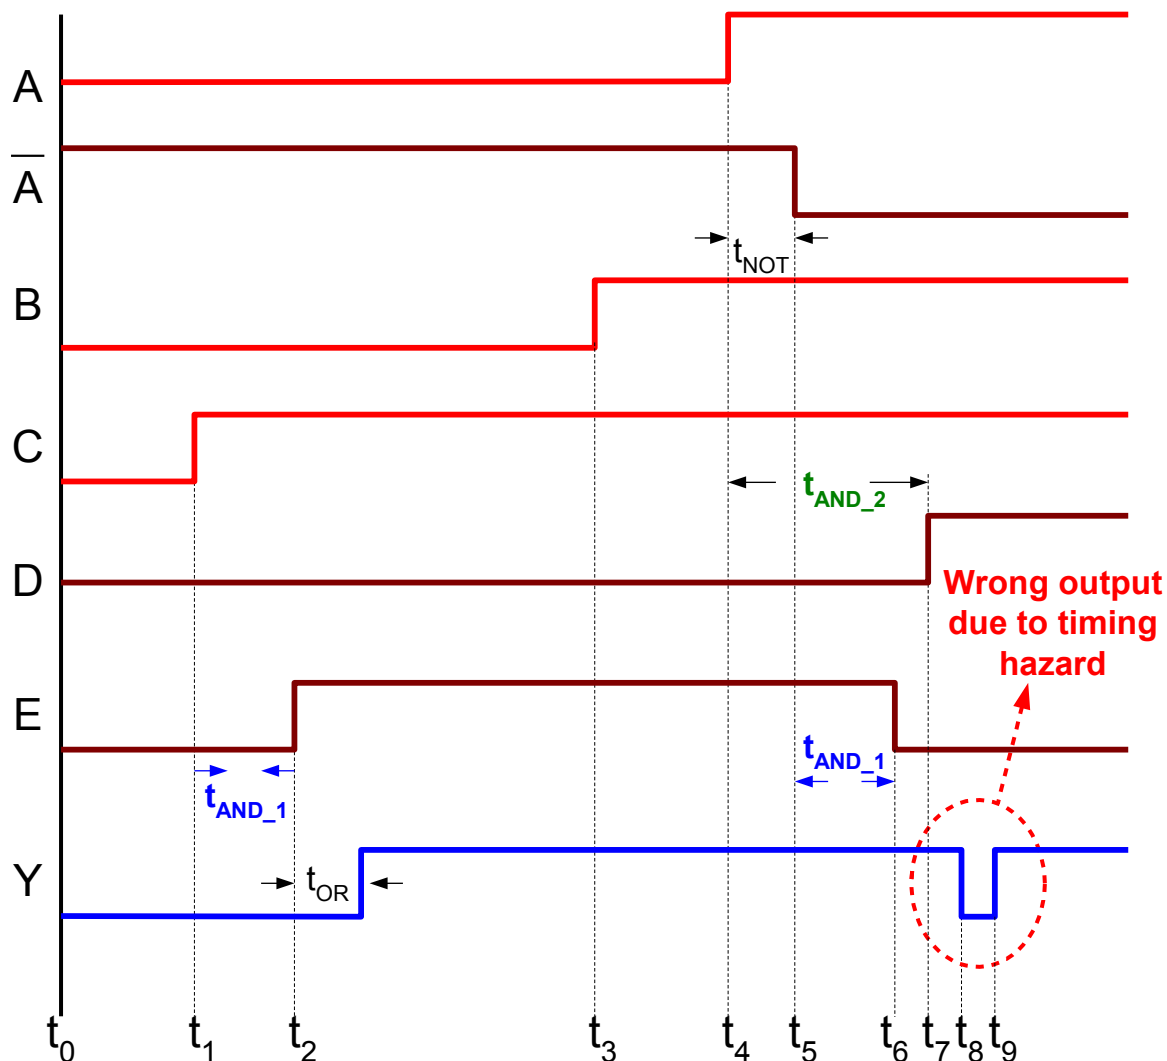 A
A̅
t_NOT
B
C
t_AND_2
D
Wrong output
due to timing
hazard
E
t_AND_1
t_AND_1
Y
t_OR
t_0 t_1 t_2 t_3 t_4 t_5 t_6 t_7 t_8 t_9